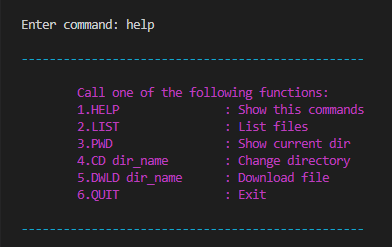 Enter command: help
-----------------------------------------------
Call one of the following functions:
1.HELP : Show this commands
2.LIST : List files
3.PWD : Show current dir
4.CD dir_name : Change directory
5.DWLD dir_name : Download file
6.QUIT : Exit
-----------------------------------------------